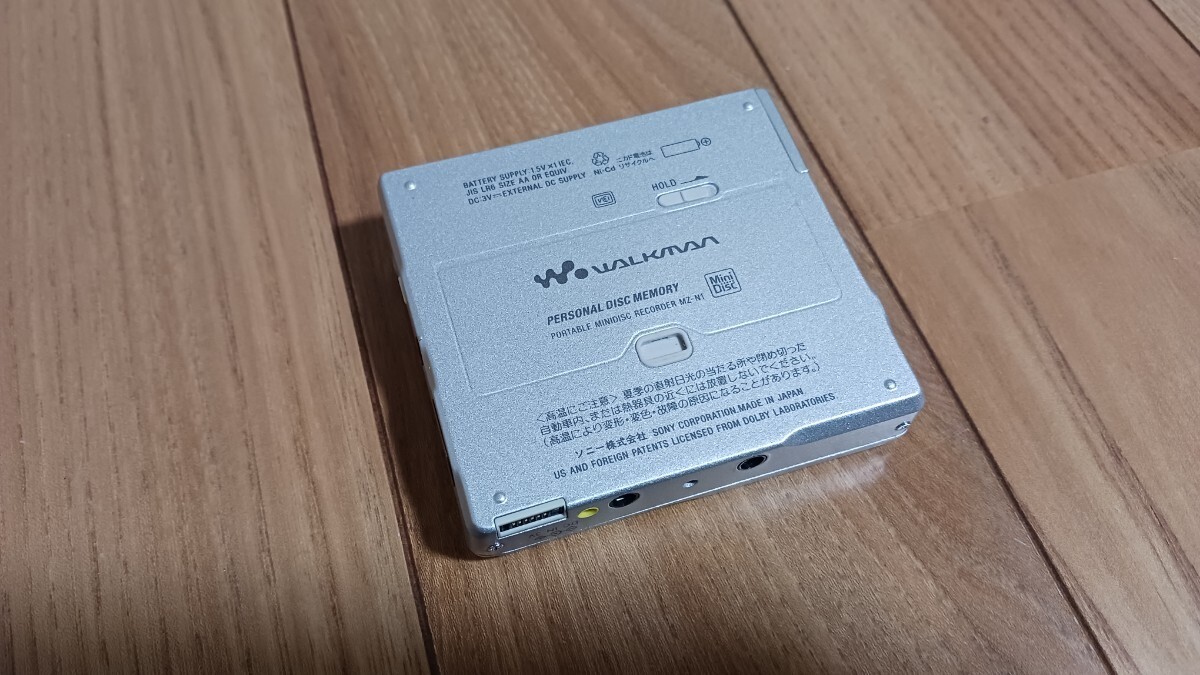 BATTERY SUPPLY 1.5V×1 IEC,
JIS LR6 SIZE AA OR EQUIV
DC:3V EXTERNAL DC SUPPLY
Ni-Cd
ニカド電池は
リサイクルへ
HOLD
WALKMAN
PERSONAL DISC MEMORY
PORTABLE MINIDISC RECORDER MZ-N1
Mini
Disc
<高温にご注意> 夏季の直射日光の当たる所や閉め切った
自動車内、または熱器具の近くには放置しないでください。
(高温により変形・変色・故障の原因になることがあります。)
ソニー株式会社 SONY CORPORATION.MADE IN JAPAN
US AND FOREIGN PATENTS LICENSED FROM DOLBY LABORATORIES.